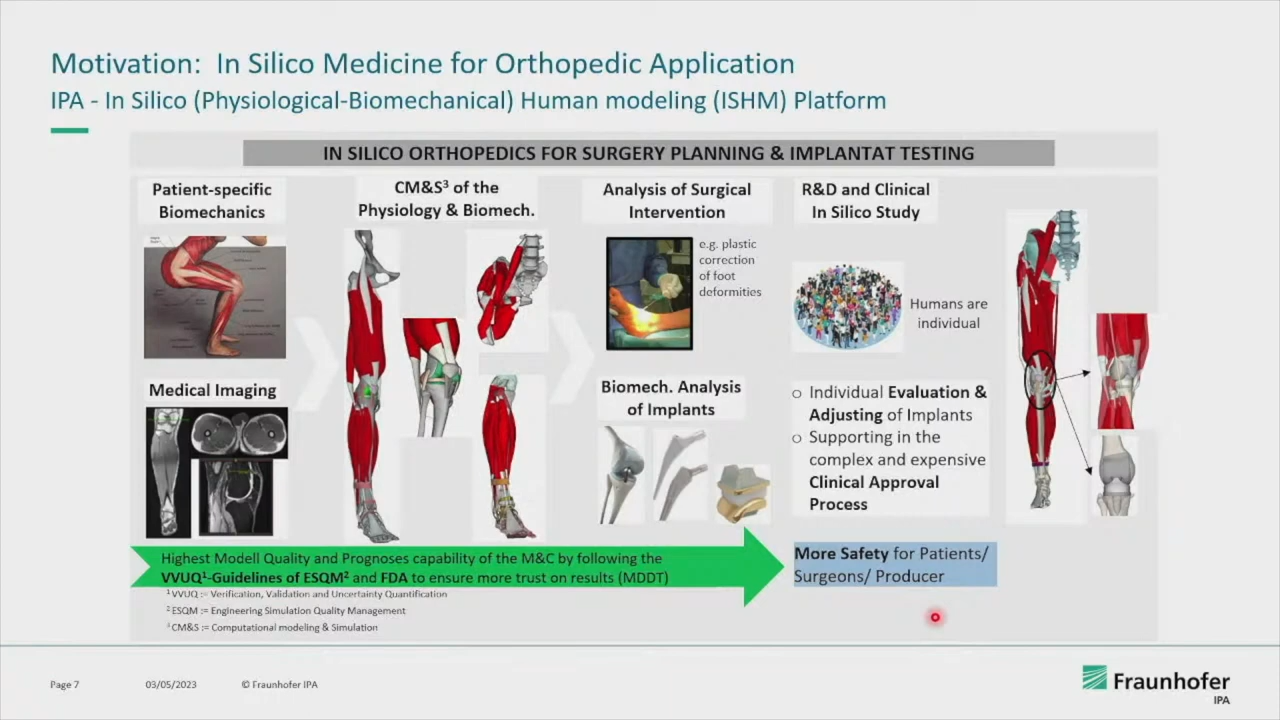 Motivation: In Silico Medicine for Orthopedic Application
IPA - In Silico (Physiological-Biomechanical) Human modeling (ISHM) Platform
IN SILICO ORTHOPEDICS FOR SURGERY PLANNING & IMPLANTAT TESTING
Patient-specific
Biomechanics
CM&S³ of the
Physiology & Biomech.
Analysis of Surgical
Intervention
R&D and Clinical
In Silico Study
e.g. plastic
correction
of foot
deformities
Humans are
individual
Medical Imaging
Biomech. Analysis
of Implants
o Individual Evaluation &
Adjusting of Implants
o Supporting in the
complex and expensive
Clinical Approval
Process
Highest Modell Quality and Prognoses capability of the M&C by following the
VVUQ¹-Guidelines of ESQM² and FDA to ensure more trust on results (MDDT)
More Safety for Patients/
Surgeons/ Producer
¹ VVUQ := Verification, Validation and Uncertainty Quantification
² ESQM := Engineering Simulation Quality Management
³ CM&S := Computational modeling & Simulation
Page 7
03/05/2023
© Fraunhofer IPA
Fraunhofer
IPA